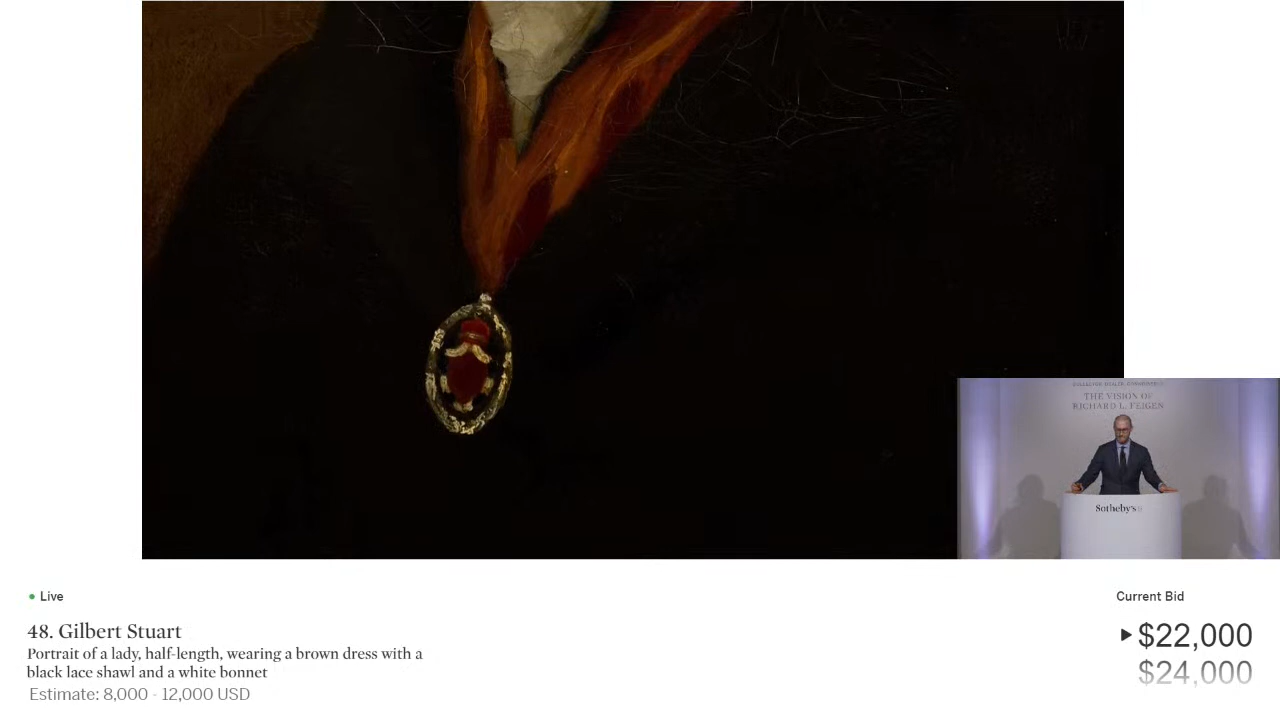 THE VISION OF
RICHARD L. FEIGEN
Sotheby's
Live
48. Gilbert Stuart
Portrait of a lady, half-length, wearing a brown dress with a
black lace shawl and a white bonnet
Estimate: 8,000 - 12,000 USD
Current Bid
$22,000
$24,000